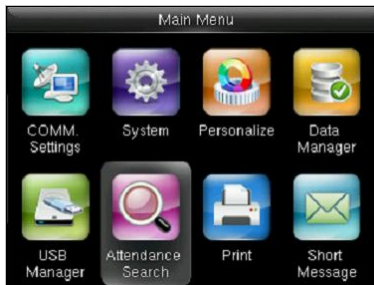 Main Menu
COMM.
Settings
System
Personalize
Data
Manager
USB
Manager
Attendance
Search
Print
Short
Message